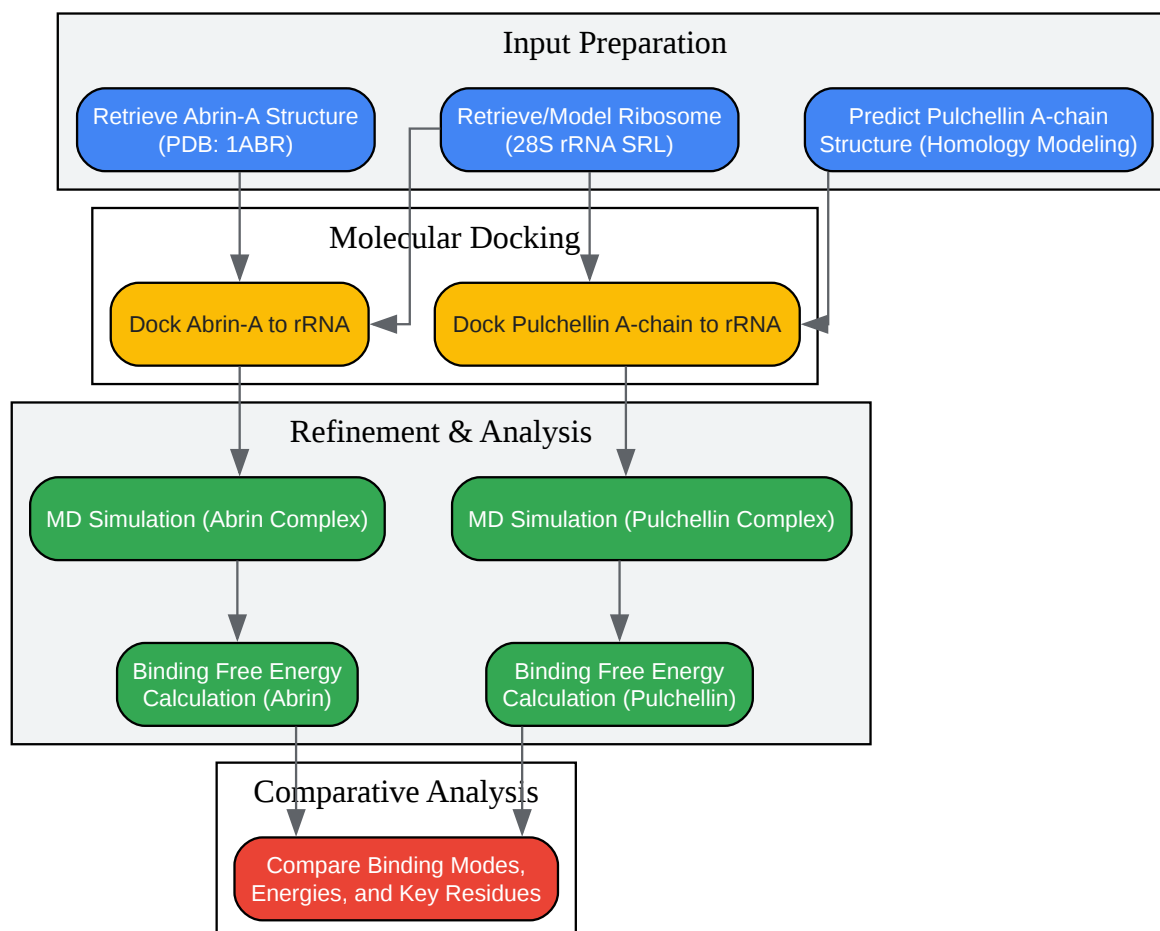 Input Preparation
Retrieve Abrin-A Structure
(PDB: 1ABR)
Retrieve/Model Ribosome
(28S rRNA SRL)
Predict Pulchellin A-chain
Structure (Homology Modeling)
Molecular Docking
Dock Abrin-A to rRNA
Dock Pulchellin A-chain to rRNA
Refinement & Analysis
MD Simulation (Abrin Complex)
MD Simulation (Pulchellin Complex)
Binding Free Energy
Calculation (Abrin)
Binding Free Energy
Calculation (Pulchellin)
Comparative Analysis
Compare Binding Modes,
Energies, and Key Residues